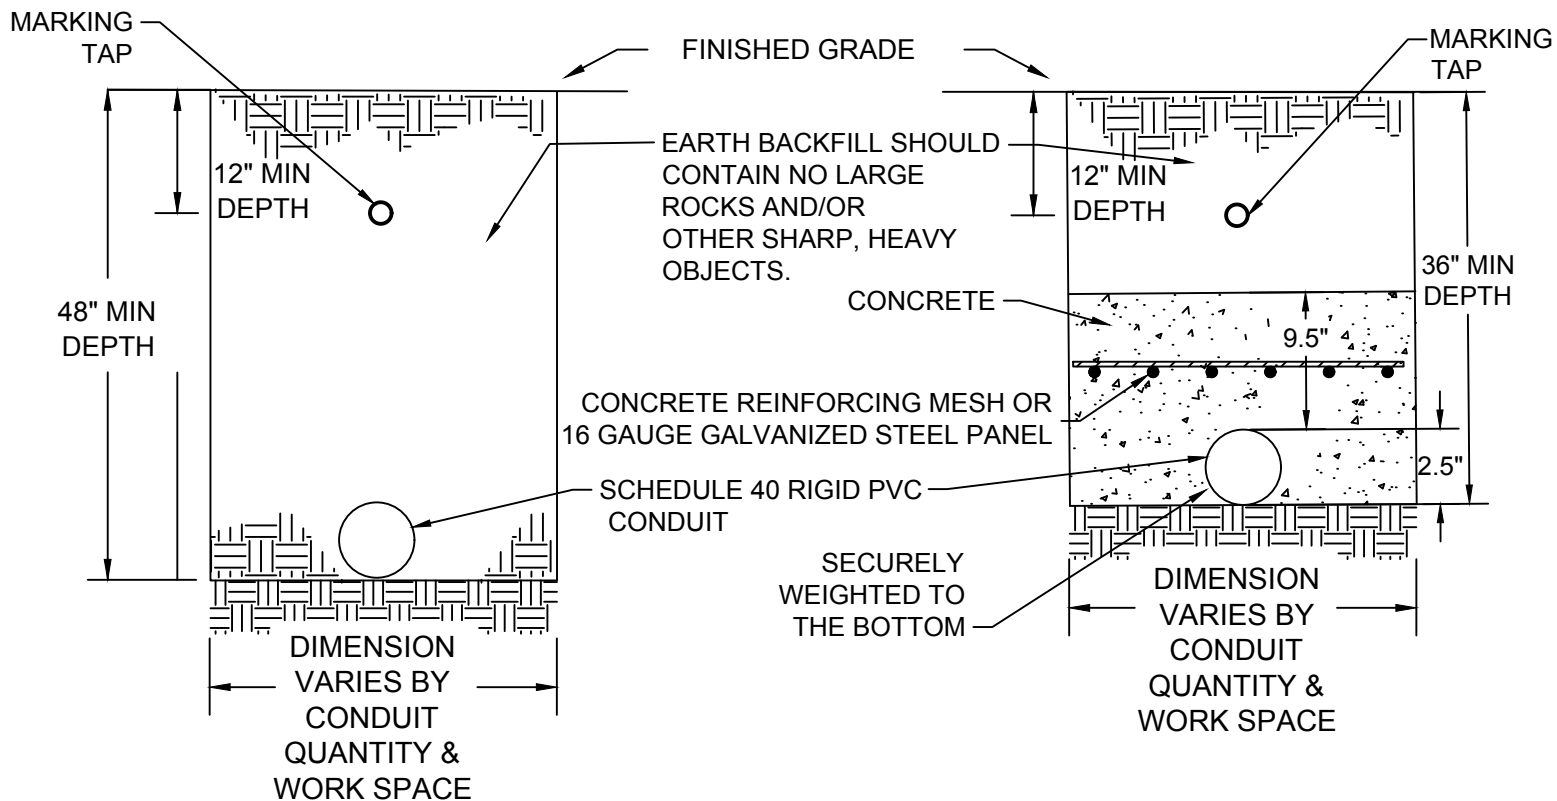 MARKING
TAP
FINISHED GRADE
MARKING
TAP
12" MIN
DEPTH
EARTH BACKFILL SHOULD
CONTAIN NO LARGE
ROCKS AND/OR
OTHER SHARP, HEAVY
OBJECTS.
12" MIN
DEPTH
48" MIN
DEPTH
36" MIN
DEPTH
CONCRETE
9.5"
CONCRETE REINFORCING MESH OR
16 GAUGE GALVANIZED STEEL PANEL
2.5"
SCHEDULE 40 RIGID PVC
CONDUIT
SECURELY
WEIGHTED TO
THE BOTTOM
DIMENSION
VARIES BY
CONDUIT
QUANTITY &
WORK SPACE
DIMENSION
VARIES BY
CONDUIT
QUANTITY &
WORK SPACE